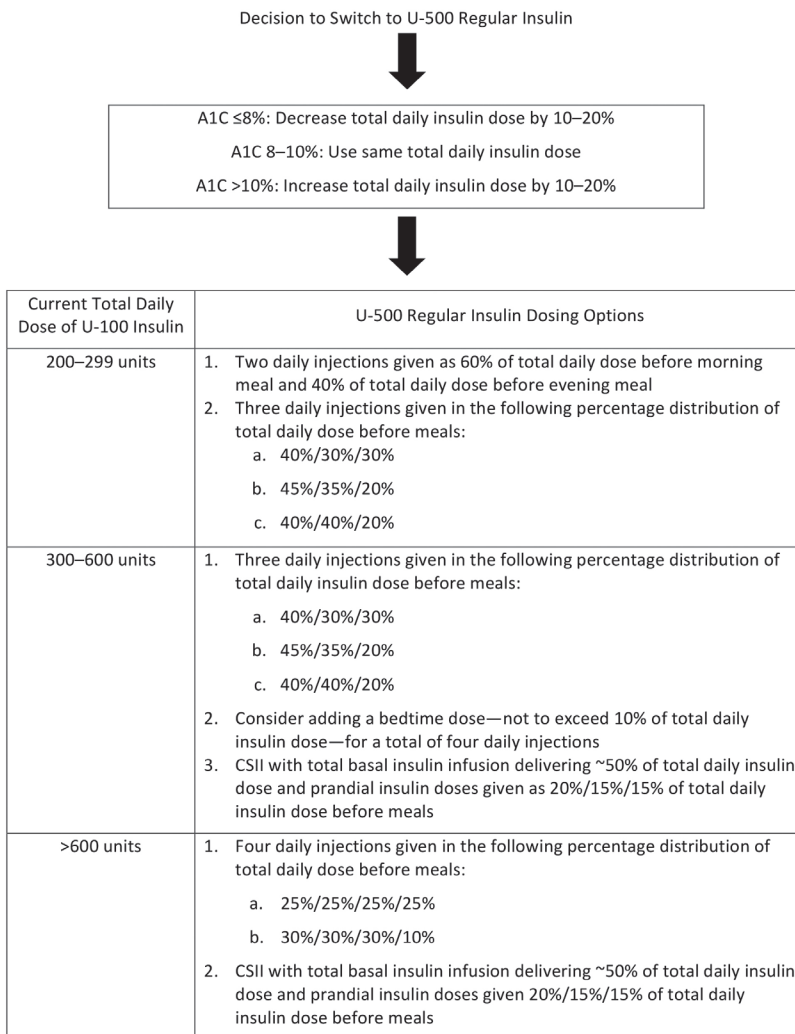 Decision to Switch to U-500 Regular Insulin
A1C ≤8%: Decrease total daily insulin dose by 10–20%
A1C 8–10%: Use same total daily insulin dose
A1C >10%: Increase total daily insulin dose by 10–20%
Current Total Daily
Dose of U-100 Insulin
U-500 Regular Insulin Dosing Options
200–299 units
1. Two daily injections given as 60% of total daily dose before morning
meal and 40% of total daily dose before evening meal
2. Three daily injections given in the following percentage distribution of
total daily dose before meals:
a. 40%/30%/30%
b. 45%/35%/20%
c. 40%/40%/20%
300–600 units
1. Three daily injections given in the following percentage distribution of
total daily insulin dose before meals:
a. 40%/30%/30%
b. 45%/35%/20%
c. 40%/40%/20%
2. Consider adding a bedtime dose—not to exceed 10% of total daily
insulin dose—for a total of four daily injections
3. CSII with total basal insulin infusion delivering ~50% of total daily insulin
dose and prandial insulin doses given as 20%/15%/15% of total daily
insulin dose before meals
>600 units
1. Four daily injections given in the following percentage distribution of
total daily dose before meals:
a. 25%/25%/25%/25%
b. 30%/30%/30%/10%
2. CSII with total basal insulin infusion delivering ~50% of total daily insulin
dose and prandial insulin doses given 20%/15%/15% of total daily
insulin dose before meals